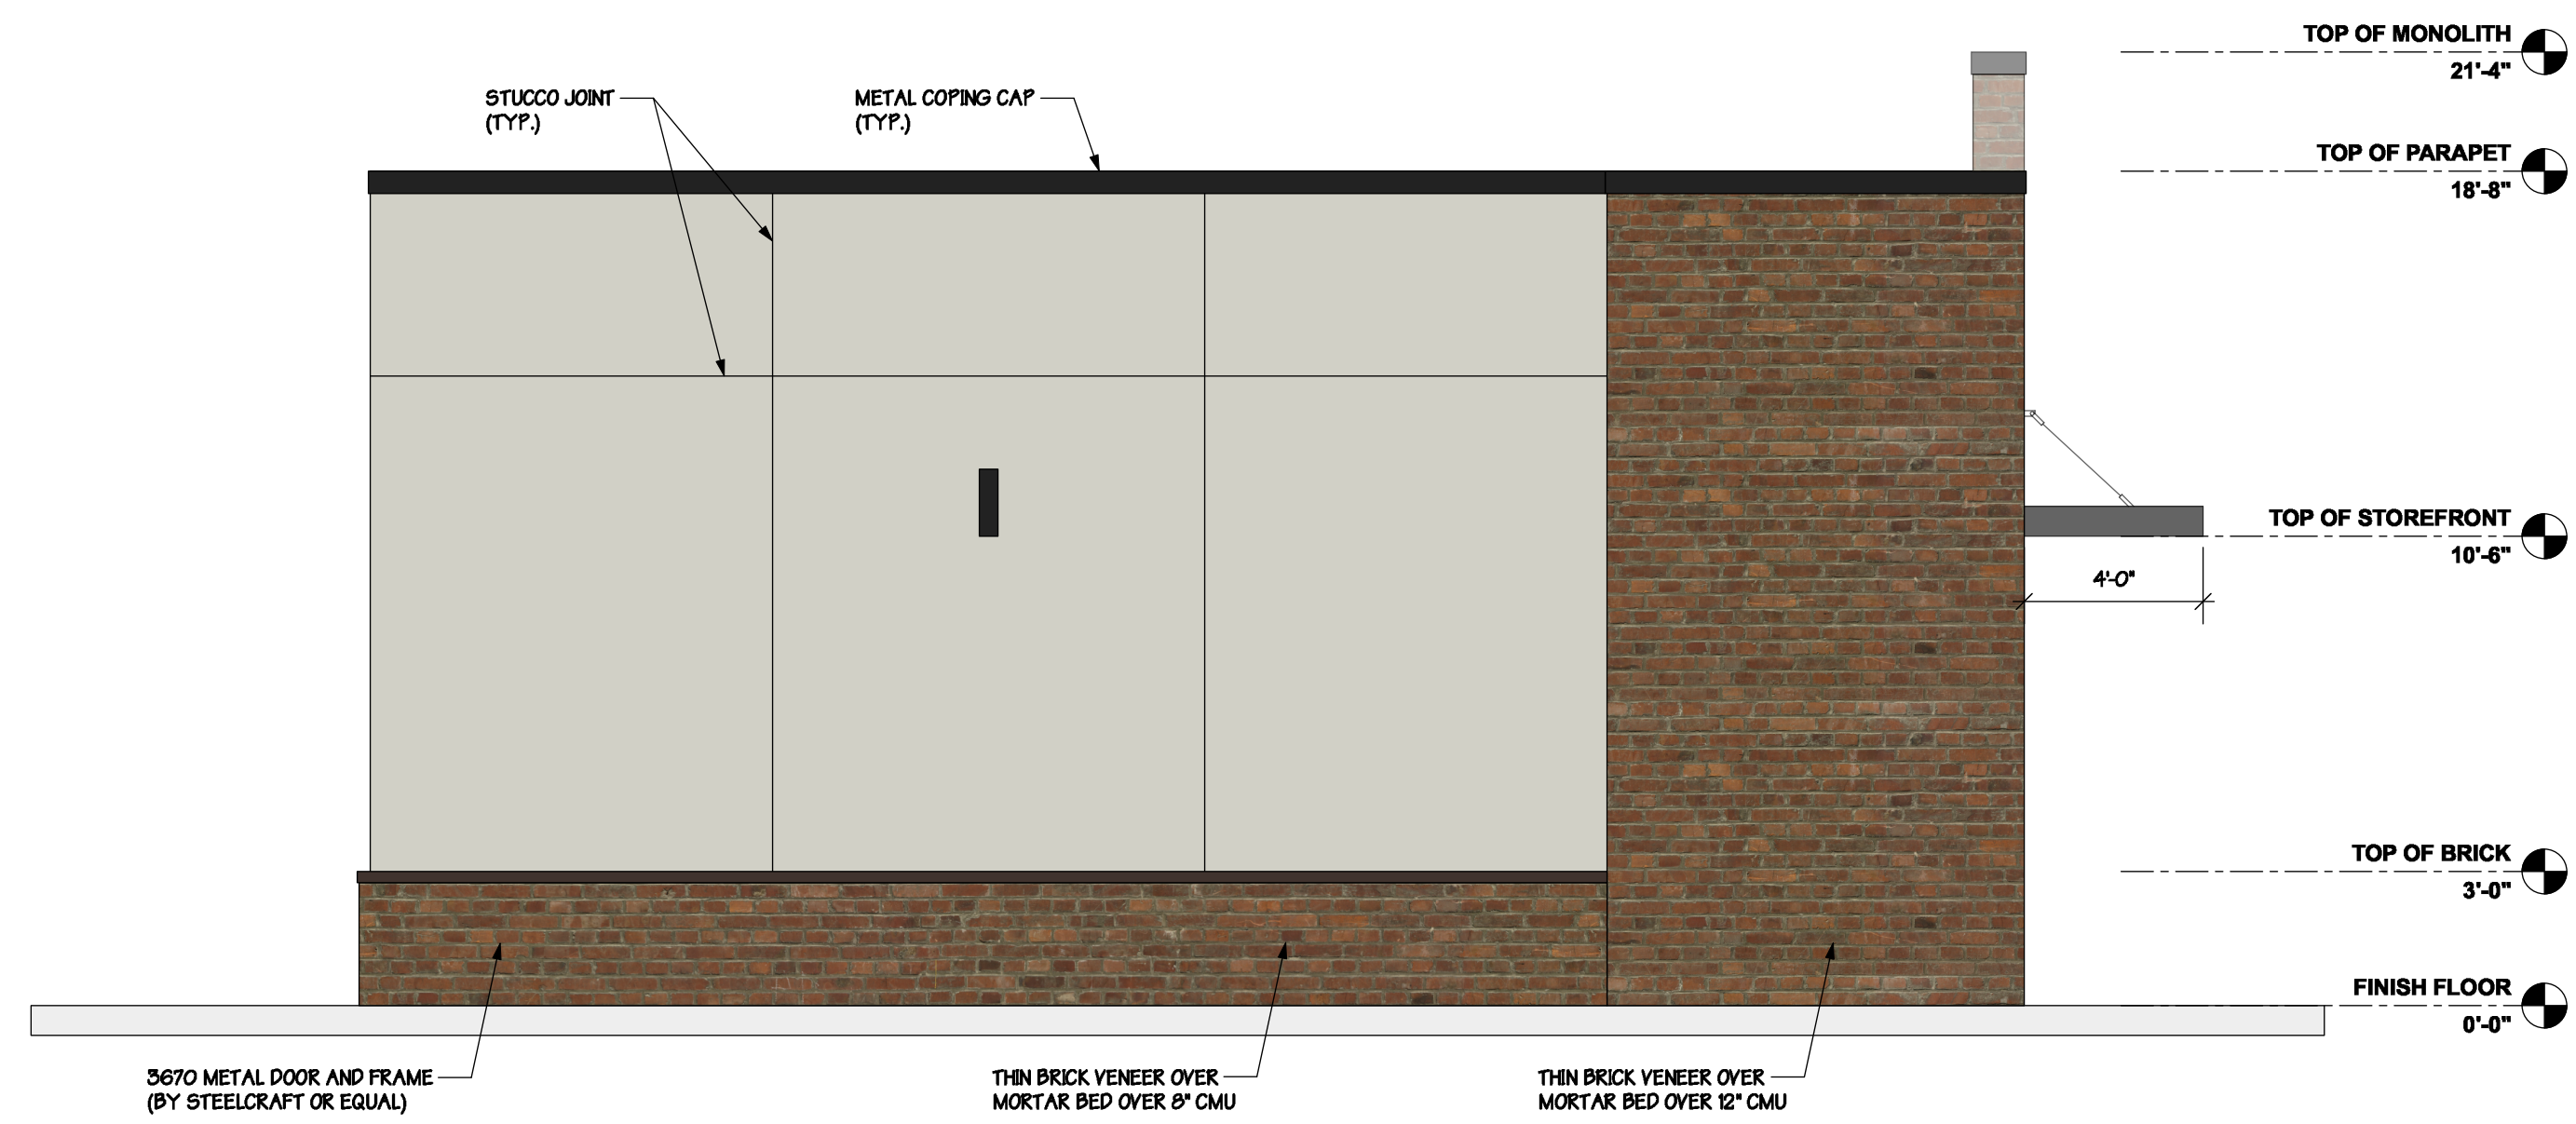 TOP OF MONOLITH
21'-4"
STUCCO JOINT
(TYP.)
METAL COPING CAP
(TYP.)
TOP OF PARAPET
18'-8"
TOP OF STOREFRONT
10'-6"
4'-0"
TOP OF BRICK
3'-0"
FINISH FLOOR
0'-0"
3670 METAL DOOR AND FRAME
(BY STEELCRAFT OR EQUAL)
THIN BRICK VENEER OVER
MORTAR BED OVER 8" CMU
THIN BRICK VENEER OVER
MORTAR BED OVER 12" CMU